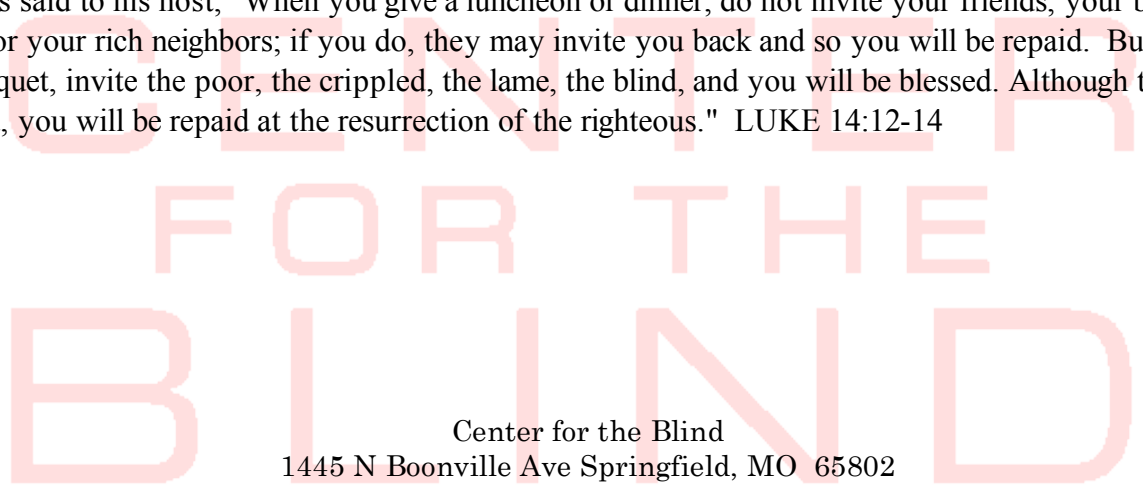 said to his host, "When you give a luncheon or dinner, do not invite your friends, your
or your rich neighbors; if you do, they may invite you back and so you will be repaid. Bu
quet, invite the poor, the crippled, the lame, the blind, and you will be blessed. Although t
, you will be repaid at the resurrection of the righteous." LUKE 14:12-14
CENTER
FOR THE
BLIND
Center for the Blind
1445 N Boonville Ave Springfield, MO 65802